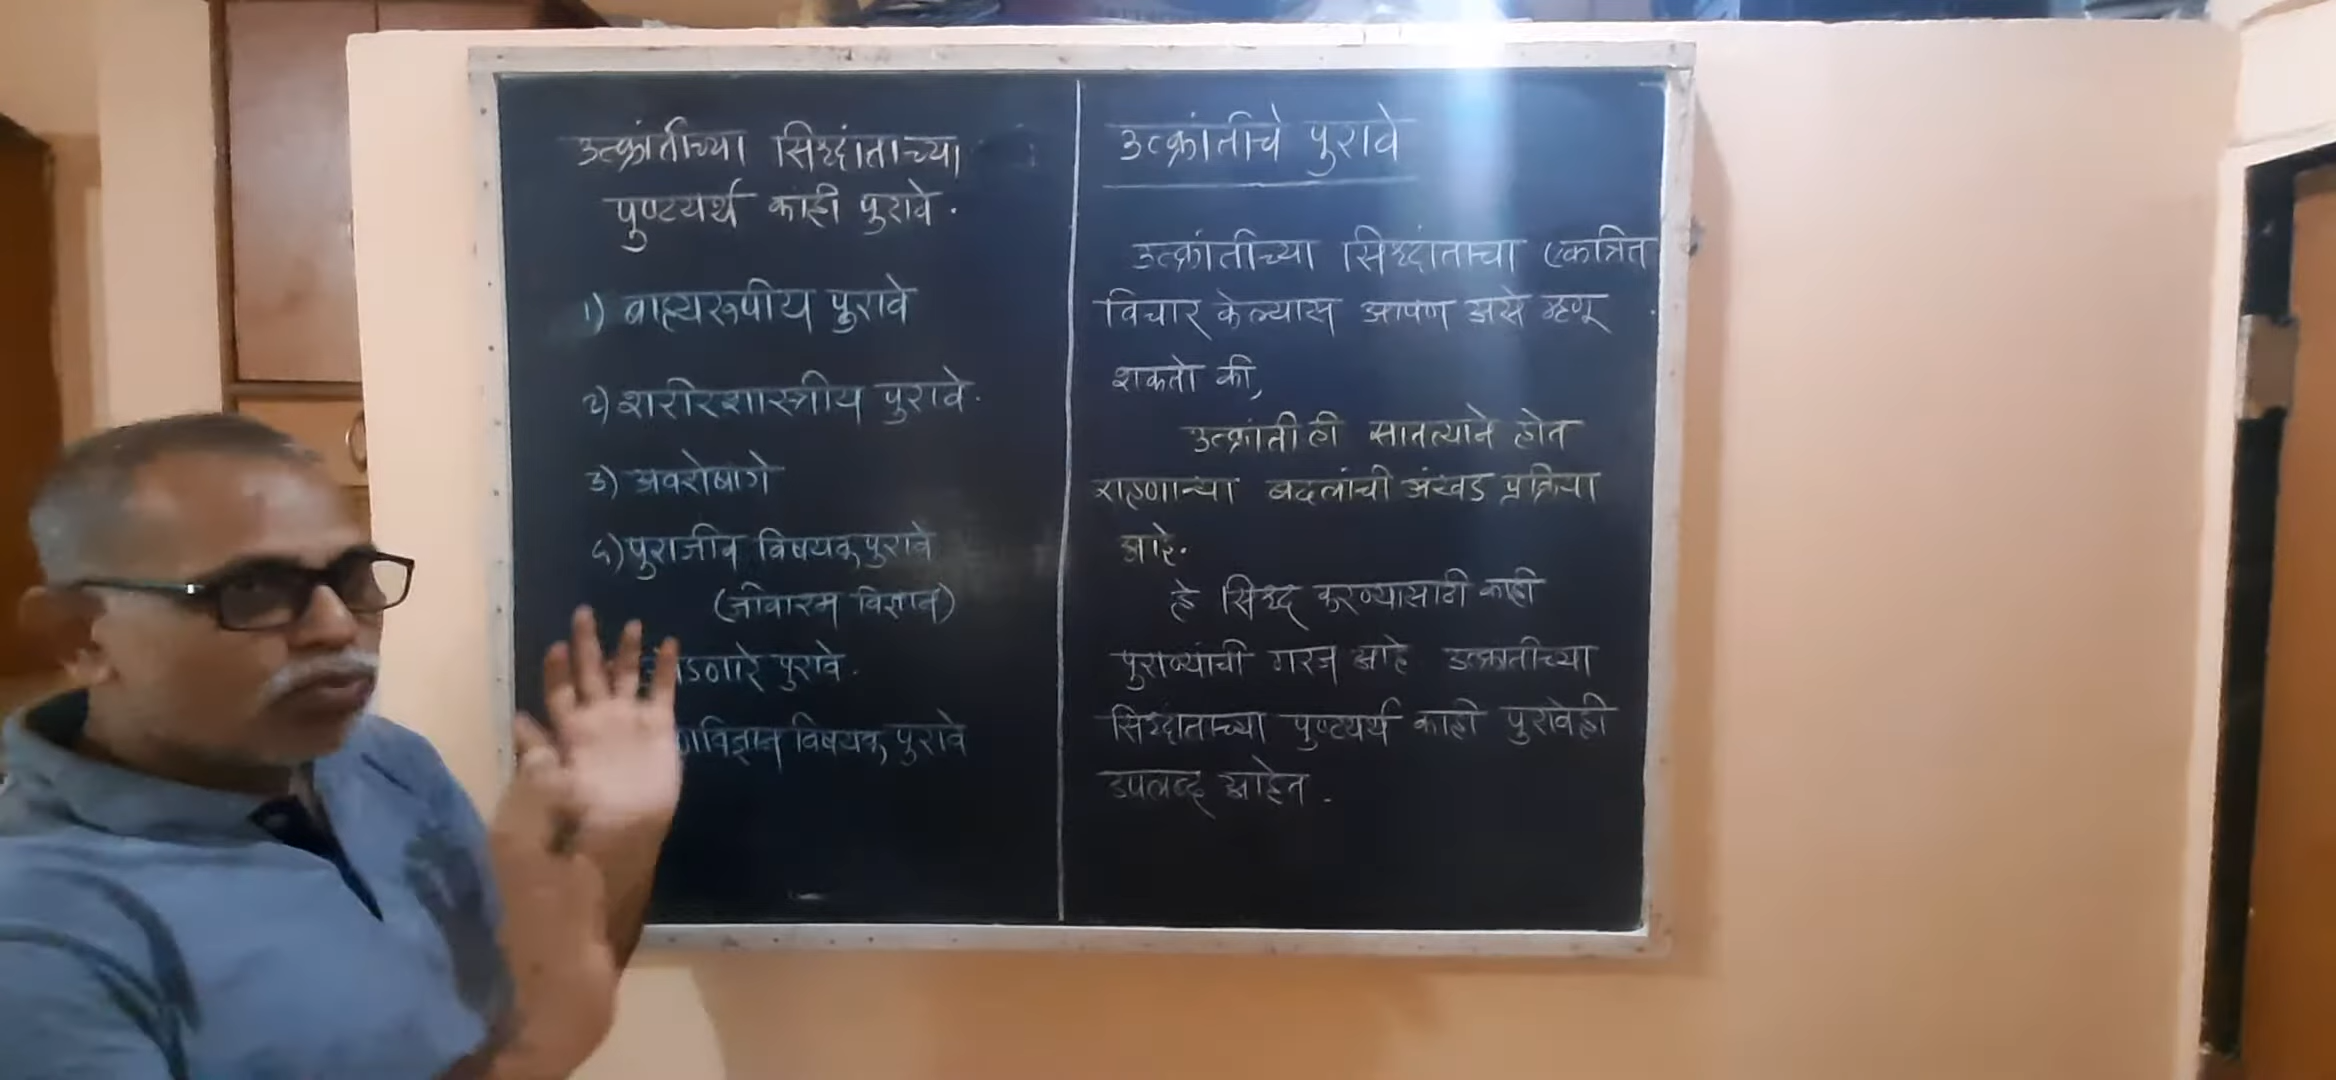 उत्क्रांतीच्या सिद्धांताच्या
पुष्ट्यर्थ काही पुरावे.
1) बाह्यरुपीय पुरावे
2) शरीरशास्त्रीय पुरावे.
3) अवशेषांगे
4) पुराजीव विषयक पुरावे
(जीवाश्म विज्ञान)
पुरावे.
विषयक पुरावे
उत्क्रांतीचे पुरावे
उत्क्रांतीच्या सिद्धांताचा एकत्रित
विचार केल्यास आपण असे म्हणू
शकतो की,
उत्क्रांती ही सातत्याने होत
राहणाऱ्या बदलांची अंखड प्रक्रिया
आहे.
हे सिद्ध करण्यासाठी काही
पुराव्यांची गरज आहे उत्क्रांतीच्या
सिद्धांताच्या पुष्ट्यर्थ काही पुरावेही
उपलब्द आहेत.